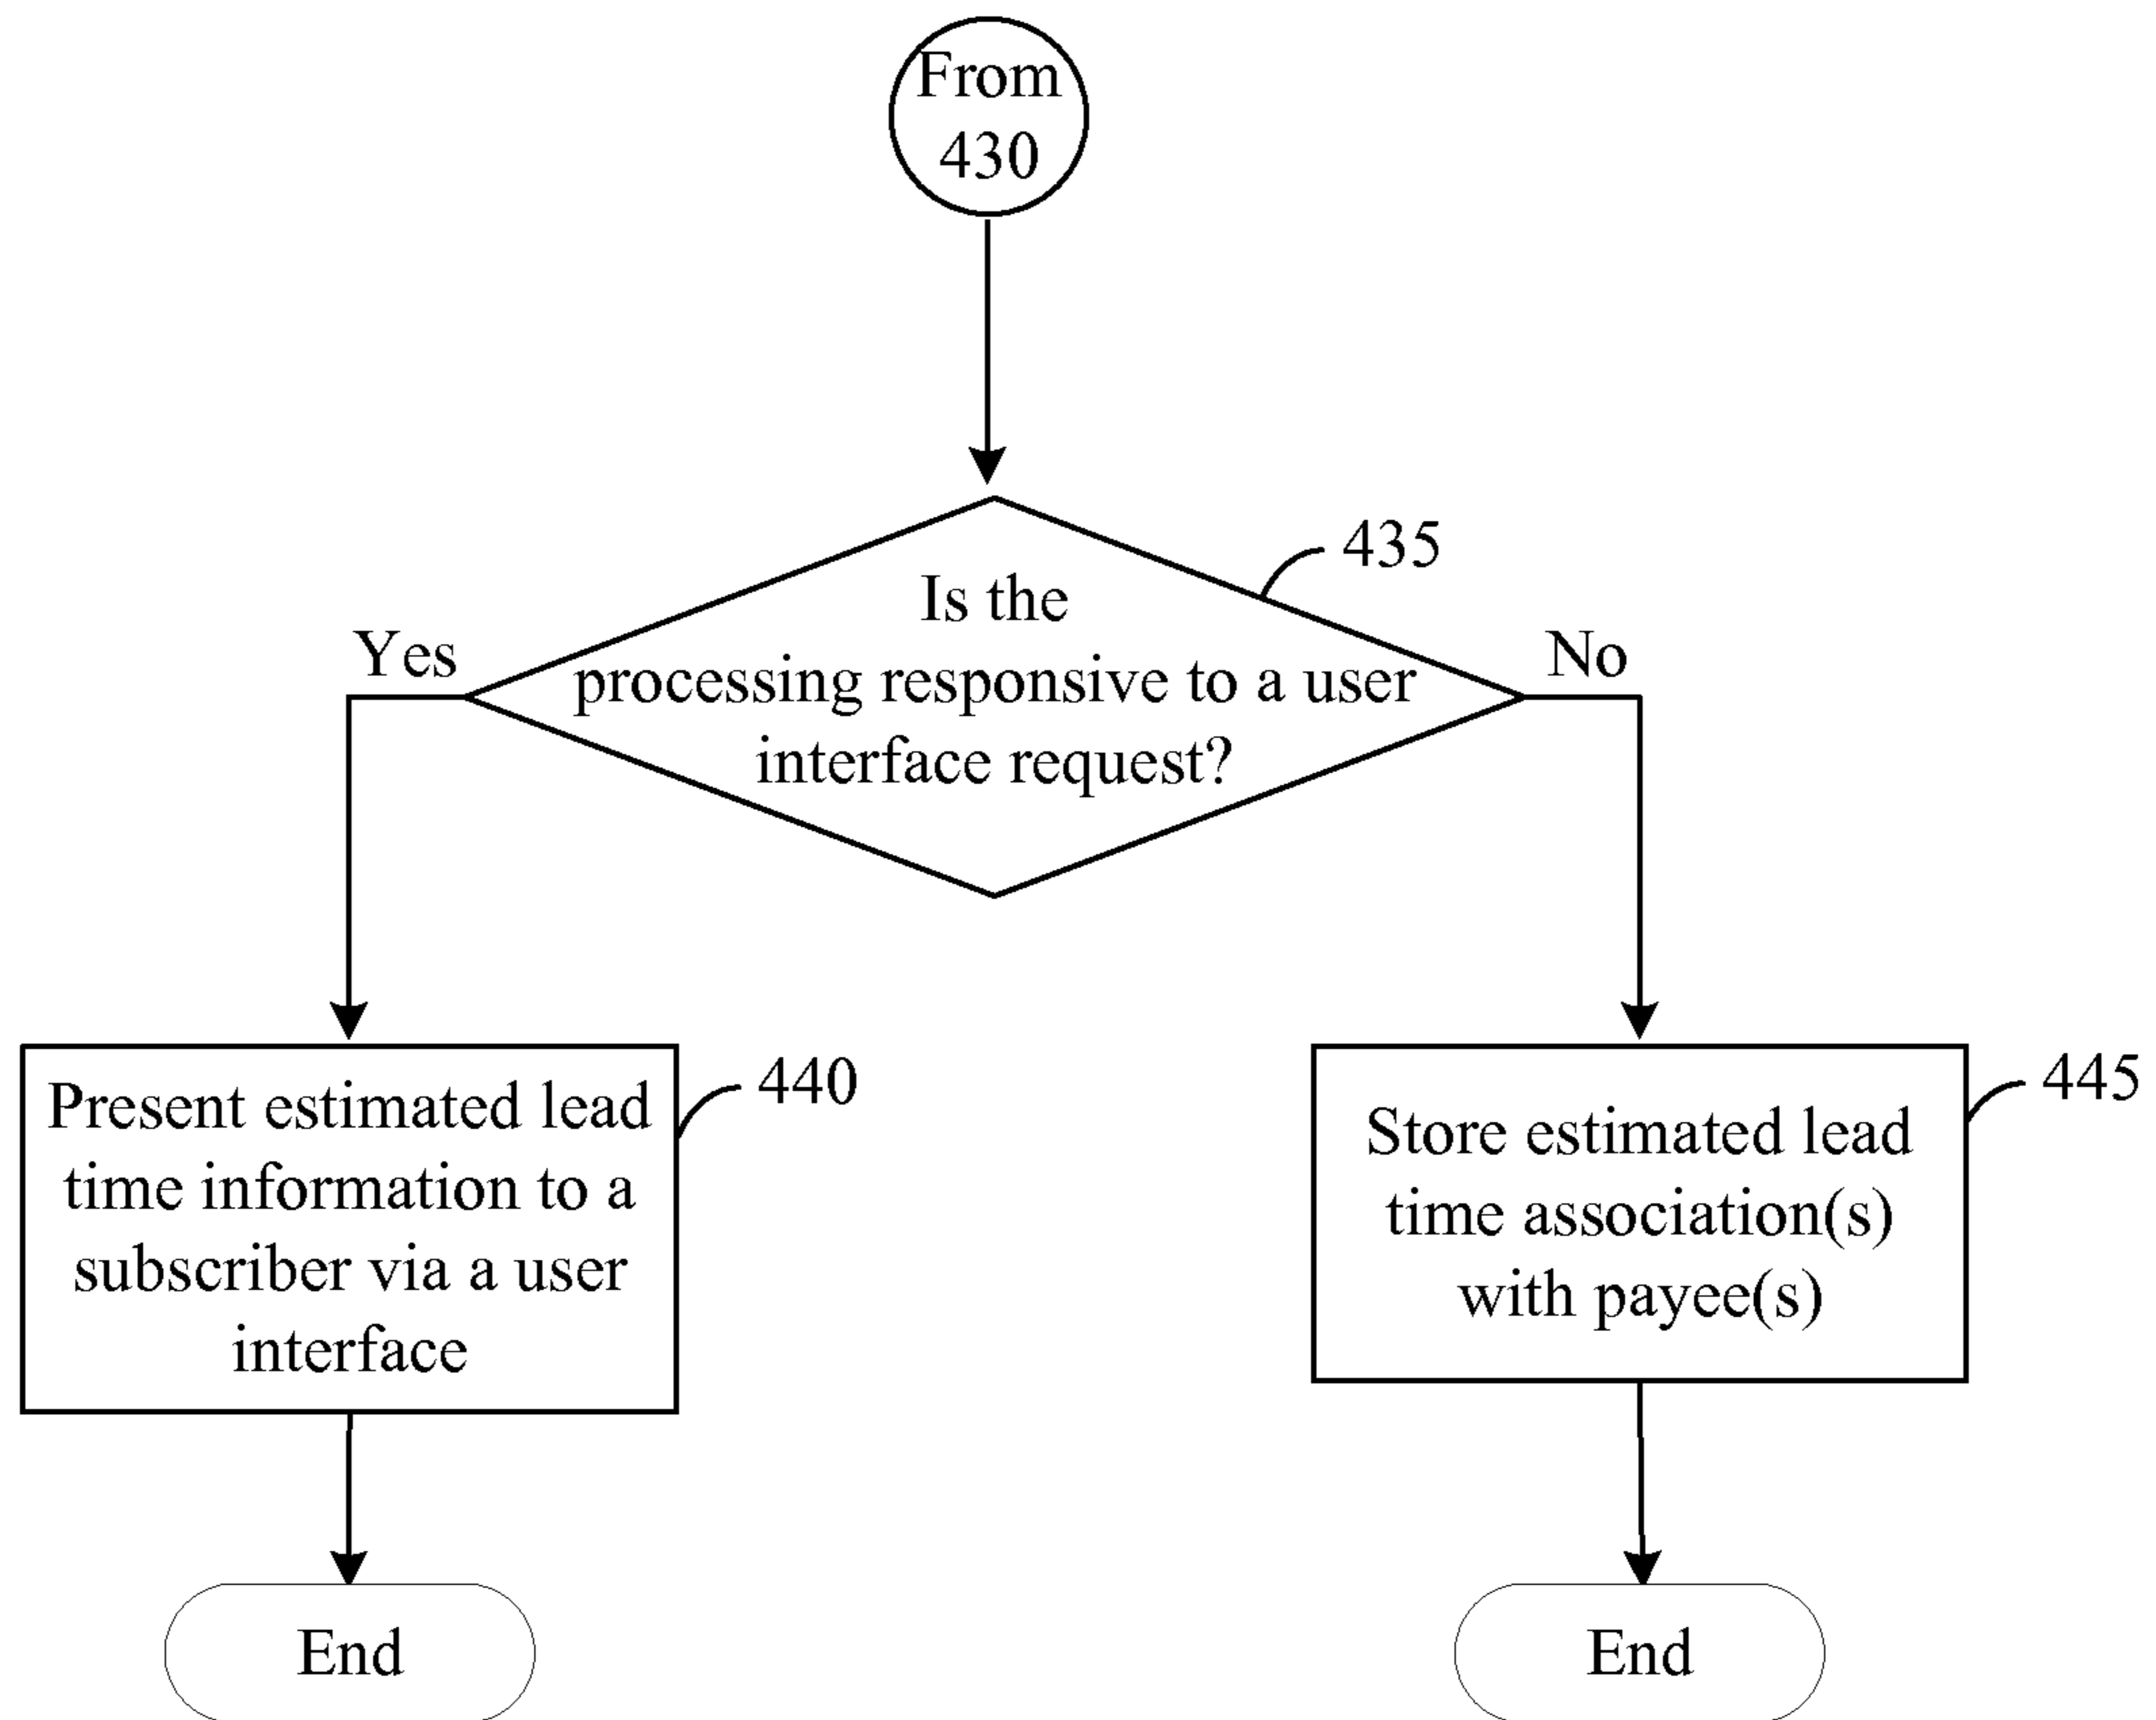 From
430
435
Is the
processing responsive to a user
interface request?
Yes
No
440
Present estimated lead
time information to a
subscriber via a user
interface
445
Store estimated lead
time association(s)
with payee(s)
End
End